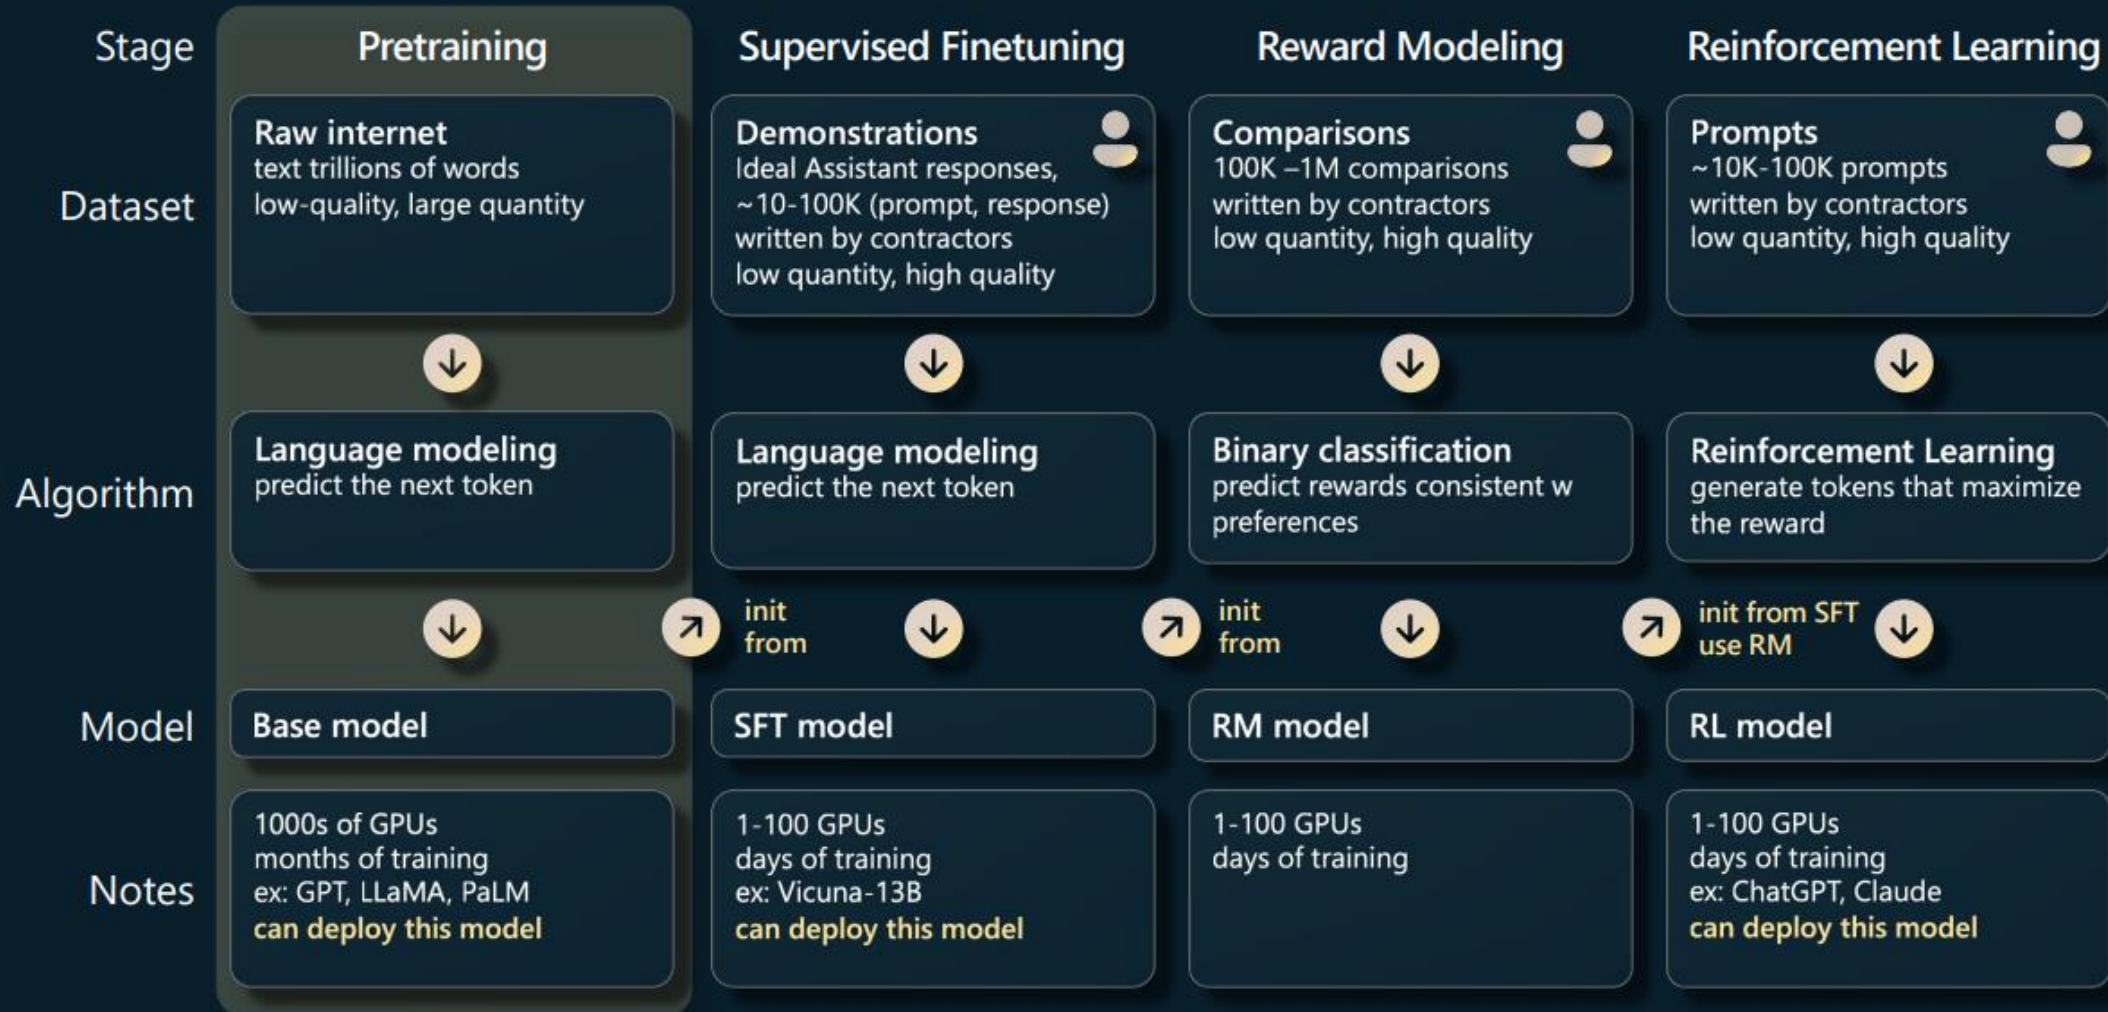 Stage
Pretraining
Supervised Finetuning
Reward Modeling
Reinforcement Learning
Dataset
Raw internet
text trillions of words
low-quality, large quantity
Demonstrations
Ideal Assistant responses,
~10-100K (prompt, response)
written by contractors
low quantity, high quality
Comparisons
100K –1M comparisons
written by contractors
low quantity, high quality
Prompts
~10K-100K prompts
written by contractors
low quantity, high quality
Algorithm
Language modeling
predict the next token
Language modeling
predict the next token
Binary classification
predict rewards consistent w
preferences
Reinforcement Learning
generate tokens that maximize
the reward
init
from
init
from
init from SFT
use RM
Model
Base model
SFT model
RM model
RL model
Notes
1000s of GPUs
months of training
ex: GPT, LLaMA, PaLM
can deploy this model
1-100 GPUs
days of training
ex: Vicuna-13B
can deploy this model
1-100 GPUs
days of training
1-100 GPUs
days of training
ex: ChatGPT, Claude
can deploy this model